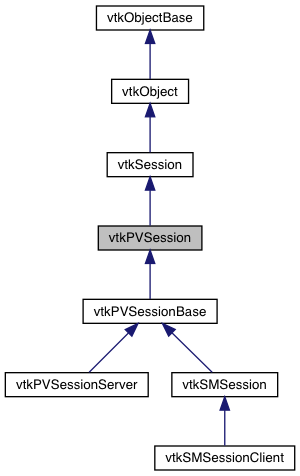 vtkObjectBase
vtkObject
vtkSession
vtkPVSession
vtkPVSessionBase
vtkPVSessionServer
vtkSMSession
vtkSMSessionClient